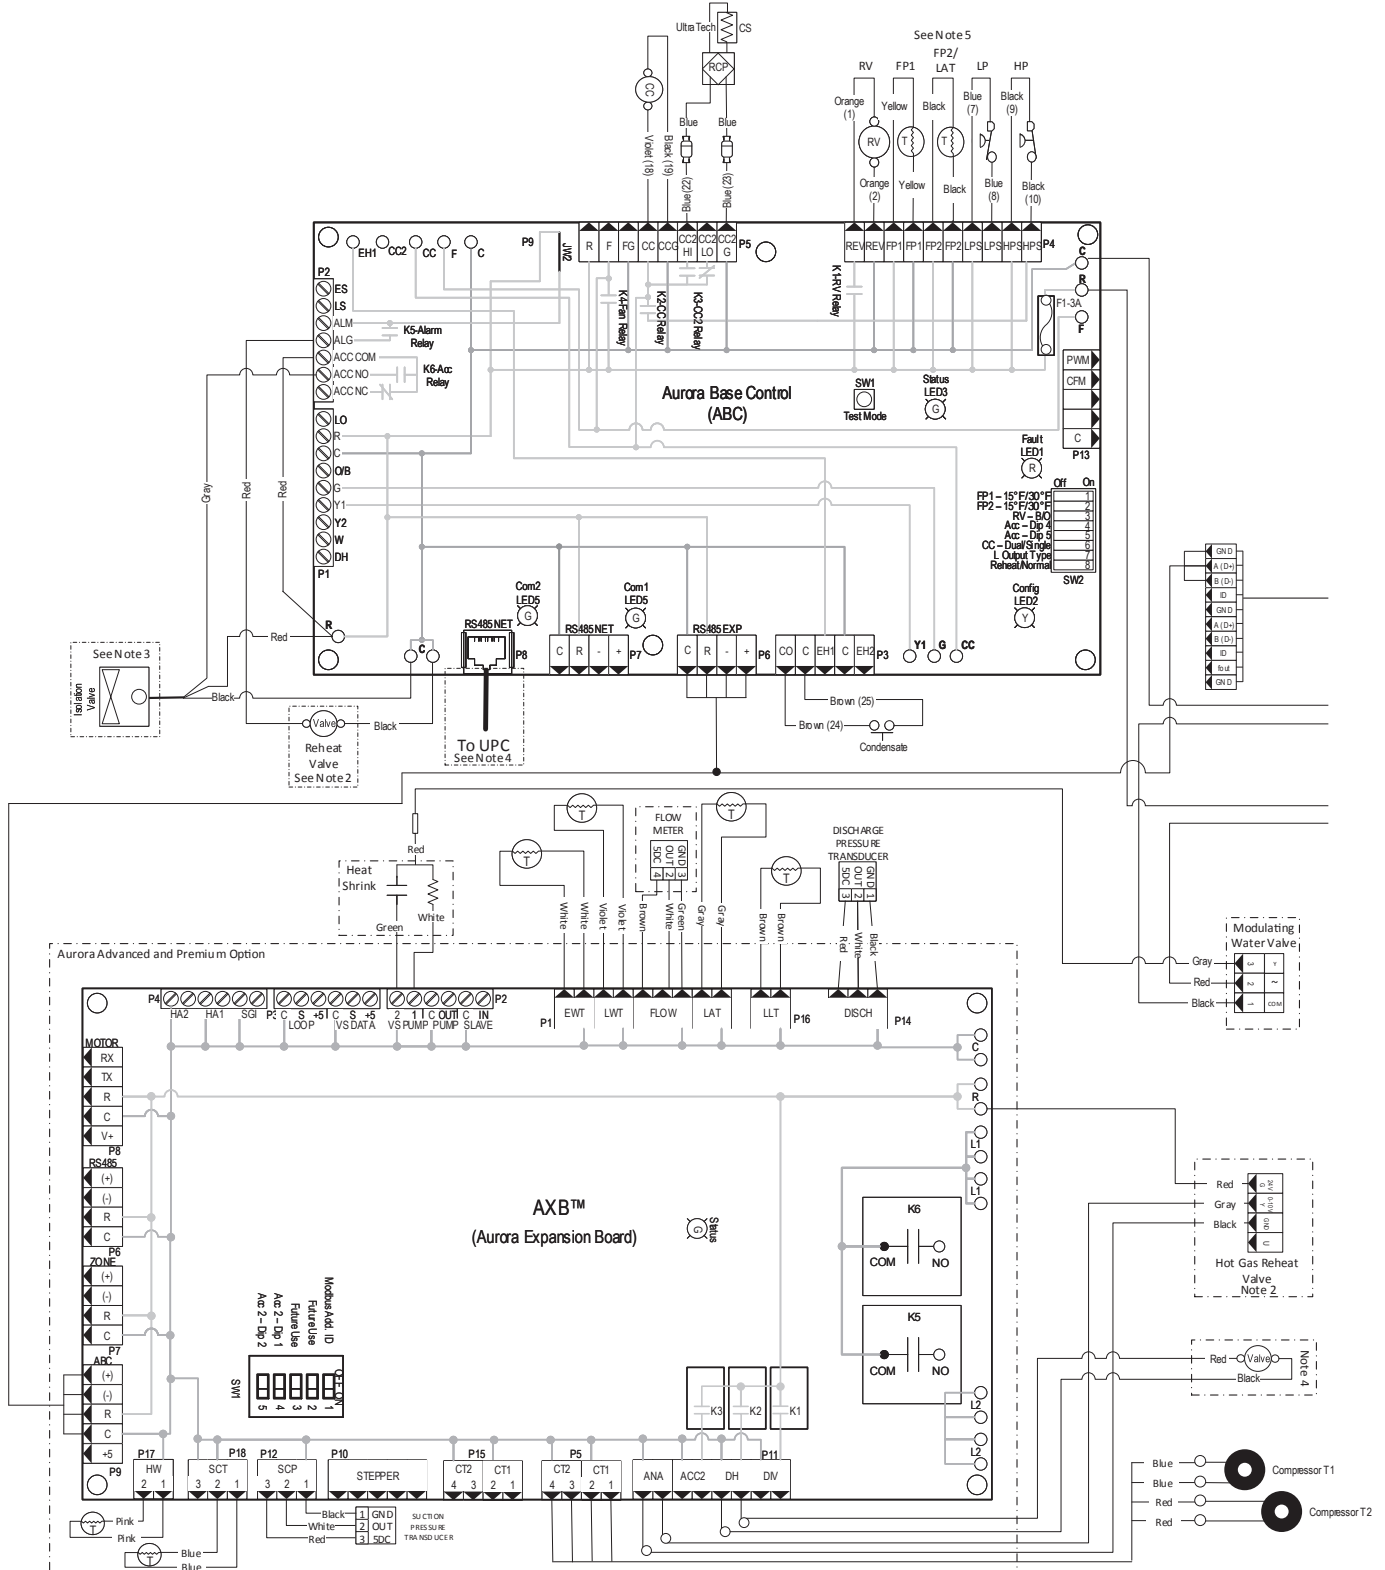 Ultra Tech
CS
RCP
CC
Violet (18)
Black (19)
Blue
Blue
Blue(22)
Blue(23)
See Note 5
RV
FP1
FP2/
LAT
LP
HP
Orange
(1)
Yellow
Black
Blue
(7)
Black
(9)
RV
T
T
Orange
(2)
Yellow
Black
Blue
(8)
Black
(10)
EH1
CC2
CC
F
C
P9
JW2
R
F
FG
CC
CCG
CC2
HI
CC2
LO
CC2
G
P5
REV
REV
FP1
FP1
FP2
FP2
LPS
LPS
HPS
HPS
P4
C
R
F1-3A
F
P2
ES
LS
ALM
ALG
ACC COM
ACC NO
ACC NC
K5-Alarm
Relay
K6-Acc
Relay
K4-Fan Relay
K2-CC Relay
K3-CC2 Relay
K1-RV Relay
Aurora Base Control
(ABC)
SW1
Test Mode
Status
LED3
G
PWM
CFM
C
P13
LO
R
C
O/B
G
Y1
Y2
W
DH
P1
Fault
LED1
R
Off
On
FP1 – 15°F/30°F
1
FP2 – 15°F/30°F
2
RV – B/O
3
Acc – Dip 4
4
Acc – Dip 5
5
CC – Dual/Single
6
L Output Type
7
Reheat/Normal
8
SW2
Config
LED2
Y
Gray
Red
Red
Com2
LED5
G
Com1
LED5
G
R
Red
C
RS485 NET
P8
RS485 NET
C
R
-
+
P7
RS485 EXP
C
R
-
+
P6
CO
C
EH1
C
EH2
P3
Y1
G
CC
GND
A (D+)
B (D-)
ID
GND
A (D+)
B (D-)
ID
fout
GND
See Note 3
Isolation
Valve
Black
Valve
Black
Reheat
Valve
See Note 2
To UPC
See Note 4
Brown (25)
Brown (24)
Condensate
Red
Heat
Shrink
Green
White
T
T
T
T
White
White
Violet
Violet
FLOW
METER
5DC
OUT
GND
4
2
3
Brown
White
Green
Gray
Gray
Brown
Brown
DISCHARGE
PRESSURE
TRANSDUCER
5DC
OUT
GND
3
2
1
Red
White
Black
Modulating
Water Valve
Gray
3
Y
Red
2
~
Black
1
COM
Aurora Advanced and Premium Option
P4
HA2
HA1
SGI
P3
C
S
+5
LOOP
C
S
+5
VS DATA
2
1
VS PUMP
C
OUT
PUMP
C
IN
SLAVE
P2
P1
EWT
LWT
FLOW
LAT
LLT
P16
DISCH
P14
C
R
L1
L1
MOTOR
RX
TX
R
C
V+
P8
RS485
(+)
(-)
R
C
P6
ZONE
(+)
(-)
R
C
P7
ABC
(+)
(-)
R
C
+5
P9
AXB™
(Aurora Expansion Board)
G
Status
K6
COM
NO
K5
COM
NO
Modbus Add. ID
Future Use
Future Use
Acc 2 – Dip 1
Acc 2 – Dip 2
SW1
OFF ON
5
4
3
2
1
K3
K2
K1
L2
L2
Red
24V
G
Gray
0-10V
Y
Black
GND
U
Hot Gas Reheat
Valve
Note 2
Red
Valve
Black
Note 4
P17
HW
2
1
SCT
P18
3
2
1
P12
SCP
3
2
1
P10
STEPPER
P15
CT2
CT1
4
3
2
1
P5
CT2
CT1
4
3
2
1
ANA
ACC2
DH
P11
DIV
Pink
Pink
T
Blue
Blue
T
Black
1
GND
White
2
OUT
Red
3
5DC
SUCTION
PRESSURE
TRANSDUCER
Blue
Blue
Compressor T1
Red
Red
Compressor T2